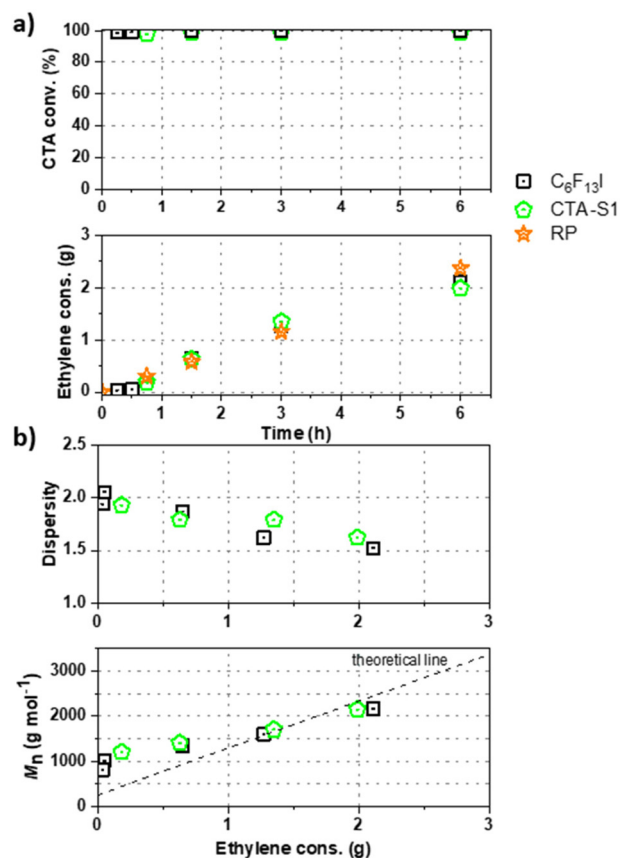 a)
CTA conv. (%)
100
80
60
40
20
0
0 1 2 3 4 5 6
C₆F₁₃I
CTA-S1
RP
Ethylene cons. (g)
3
2
1
0
0 1 2 3 4 5 6
Time (h)
b)
Dispersity
2.5
2.0
1.5
1.0
0 1 2 3
theoretical line
Mn (g mol⁻¹)
3000
2000
1000
0
0 1 2 3
Ethylene cons. (g)